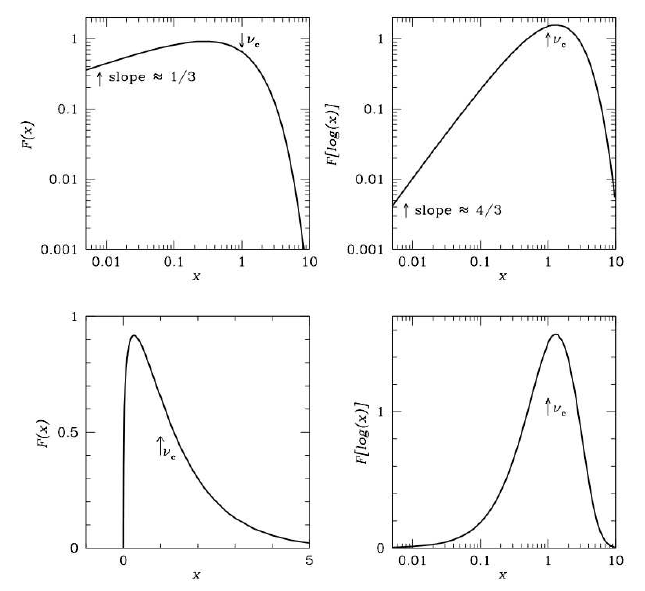 1
0.1
0.01
0.001
F(x)
ν_c
slope ≈ 1/3
0.01
0.1
1
10
x
1
0.1
0.01
0.001
F[log(x)]
ν_c
slope ≈ 4/3
0.01
0.1
1
10
x
1
0.5
0
F(x)
ν_c
0
5
x
1
0
F[log(x)]
ν_c
0.01
0.1
1
10
x